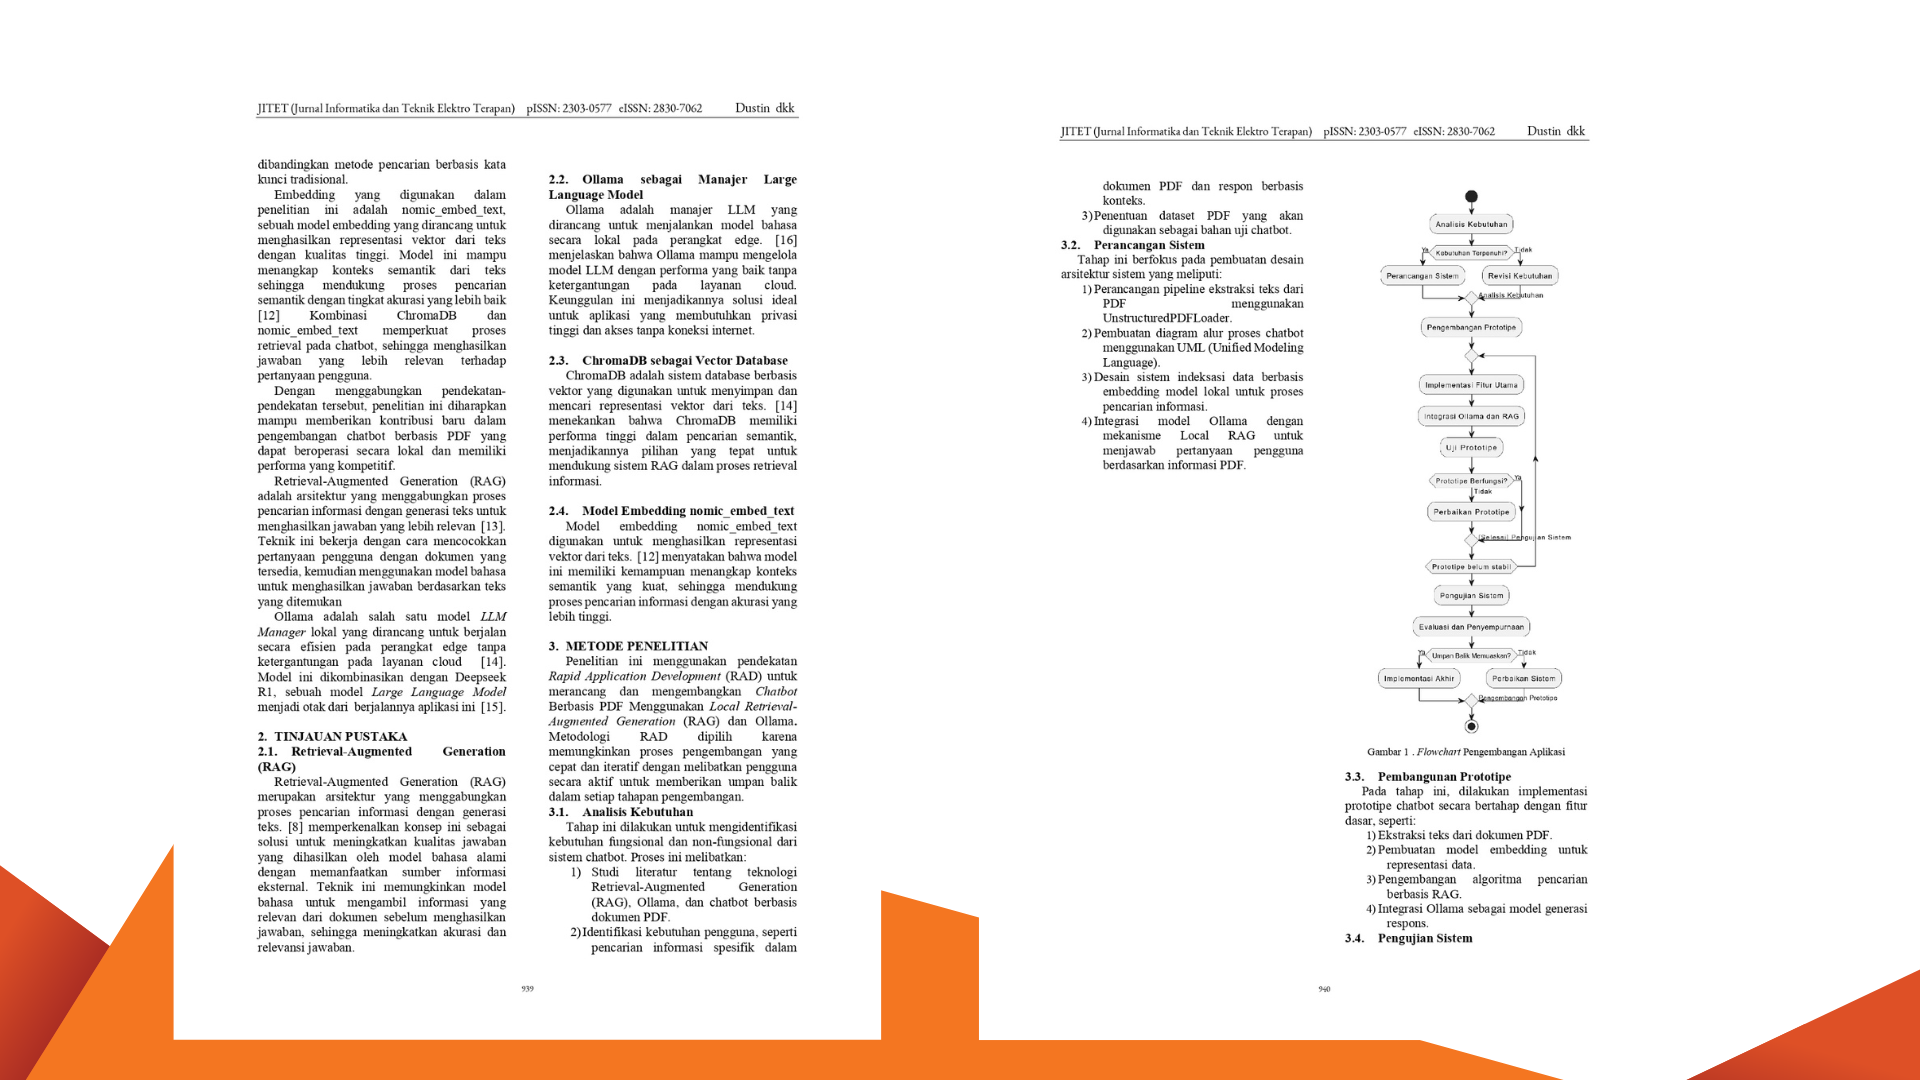 JITET (Jurnal Informatika dan Teknik Elektro Terapan) pISSN: 2303-0577 eISSN: 2830-7062 Dustin dkk
dibandingkan metode pencarian berbasis kata
kunci tradisional.
Embedding yang digunakan dalam
penelitian ini adalah nomic_embed_text,
sebuah model embedding yang dirancang untuk
menghasilkan representasi vektor dari teks
dengan kualitas tinggi. Model ini mampu
menangkap konteks semantik dari teks
sehingga mendukung proses pencarian
semantik dengan tingkat akurasi yang lebih baik
[12] Kombinasi ChromaDB dan
nomic_embed_text memperkuat proses
retrieval pada chatbot, sehingga menghasilkan
jawaban yang lebih relevan terhadap
pertanyaan pengguna.
Dengan menggabungkan pendekatan-
pendekatan tersebut, penelitian ini diharapkan
mampu memberikan kontribusi baru dalam
pengembangan chatbot berbasis PDF yang
dapat beroperasi secara lokal dan memiliki
performa yang kompetitif.
Retrieval-Augmented Generation (RAG)
adalah arsitektur yang menggabungkan proses
pencarian informasi dengan generasi teks untuk
menghasilkan jawaban yang lebih relevan [13].
Teknik ini bekerja dengan cara mencocokkan
pertanyaan pengguna dengan dokumen yang
tersedia, kemudian menggunakan model bahasa
untuk menghasilkan jawaban berdasarkan teks
yang ditemukan
Ollama adalah salah satu model LLM
Manager lokal yang dirancang untuk berjalan
secara efisien pada perangkat edge tanpa
ketergantungan pada layanan cloud [14].
Model ini dikombinasikan dengan Deepseek
R1, sebuah model Large Language Model
menjadi otak dari berjalannya aplikasi ini [15].
2. TINJAUAN PUSTAKA
2.1. Retrieval-Augmented Generation
(RAG)
Retrieval-Augmented Generation (RAG)
merupakan arsitektur yang menggabungkan
proses pencarian informasi dengan generasi
teks. [8] memperkenalkan konsep ini sebagai
solusi untuk meningkatkan kualitas jawaban
yang dihasilkan oleh model bahasa alami
dengan memanfaatkan sumber informasi
eksternal. Teknik ini memungkinkan model
bahasa untuk mengambil informasi yang
relevan dari dokumen sebelum menghasilkan
jawaban, sehingga meningkatkan akurasi dan
relevansi jawaban.
2.2. Ollama sebagai Manajer Large
Language Model
Ollama adalah manajer LLM yang
dirancang untuk menjalankan model bahasa
secara lokal pada perangkat edge. [16]
menjelaskan bahwa Ollama mampu mengelola
model LLM dengan performa yang baik tanpa
ketergantungan pada layanan cloud.
Keunggulan ini menjadikannya solusi ideal
untuk aplikasi yang membutuhkan privasi
tinggi dan akses tanpa koneksi internet.
2.3. ChromaDB sebagai Vector Database
ChromaDB adalah sistem database berbasis
vektor yang digunakan untuk menyimpan dan
mencari representasi vektor dari teks. [14]
menekankan bahwa ChromaDB memiliki
performa tinggi dalam pencarian semantik,
menjadikannya pilihan yang tepat untuk
mendukung sistem RAG dalam proses retrieval
informasi.
2.4. Model Embedding nomic_embed_text
Model embedding nomic_embed_text
digunakan untuk menghasilkan representasi
vektor dari teks. [12] menyatakan bahwa model
ini memiliki kemampuan menangkap konteks
semantik yang kuat, sehingga mendukung
proses pencarian informasi dengan akurasi yang
lebih tinggi.
3. METODE PENELITIAN
Penelitian ini menggunakan pendekatan
Rapid Application Development (RAD) untuk
merancang dan mengembangkan Chatbot
Berbasis PDF Menggunakan Local Retrieval-
Augmented Generation (RAG) dan Ollama.
Metodologi RAD dipilih karena
memungkinkan proses pengembangan yang
cepat dan iteratif dengan melibatkan pengguna
secara aktif untuk memberikan umpan balik
dalam setiap tahapan pengembangan.
3.1. Analisis Kebutuhan
Tahap ini dilakukan untuk mengidentifikasi
kebutuhan fungsional dan non-fungsional dari
sistem chatbot. Proses ini melibatkan:
1) Studi literatur tentang teknologi
Retrieval-Augmented Generation
(RAG), Ollama, dan chatbot berbasis
dokumen PDF.
2)Identifikasi kebutuhan pengguna, seperti
pencarian informasi spesifik dalam
939
JITET (Jurnal Informatika dan Teknik Elektro Terapan) pISSN: 2303-0577 eISSN: 2830-7062 Dustin dkk
dokumen PDF dan respon berbasis
konteks.
3)Penentuan dataset PDF yang akan
digunakan sebagai bahan uji chatbot.
3.2. Perancangan Sistem
Tahap ini berfokus pada pembuatan desain
arsitektur sistem yang meliputi:
1)Perancangan pipeline ekstraksi teks dari
PDF menggunakan
UnstructuredPDFLoader.
2)Pembuatan diagram alur proses chatbot
menggunakan UML (Unified Modeling
Language).
3)Desain sistem indeksasi data berbasis
embedding model lokal untuk proses
pencarian informasi.
4)Integrasi model Ollama dengan
mekanisme Local RAG untuk
menjawab pertanyaan pengguna
berdasarkan informasi PDF.
Analisis Kebutuhan
Ya Kebutuhan Terpenuhi? Tidak
Perancangan Sistem Revisi Kebutuhan
Analisis Kebutuhan
Pengembangan Prototipe
Implementasi Fitur Utama
Integrasi Ollama dan RAG
Uji Prototipe
Prototipe Berfungsi? Ya
Tidak
Perbaikan Prototipe
(Selesai) Pengujian Sistem
Prototipe belum stabil
Pengujian Sistem
Evaluasi dan Penyempurnaan
Ya Umpan Balik Memuaskan? Tidak
Implementasi Akhir Perbaikan Sistem
Pengembangan Prototipe
Gambar 1 . Flowchart Pengembangan Aplikasi
3.3. Pembangunan Prototipe
Pada tahap ini, dilakukan implementasi
prototipe chatbot secara bertahap dengan fitur
dasar, seperti:
1)Ekstraksi teks dari dokumen PDF.
2)Pembuatan model embedding untuk
representasi data.
3)Pengembangan algoritma pencarian
berbasis RAG.
4)Integrasi Ollama sebagai model generasi
respons.
3.4. Pengujian Sistem
940